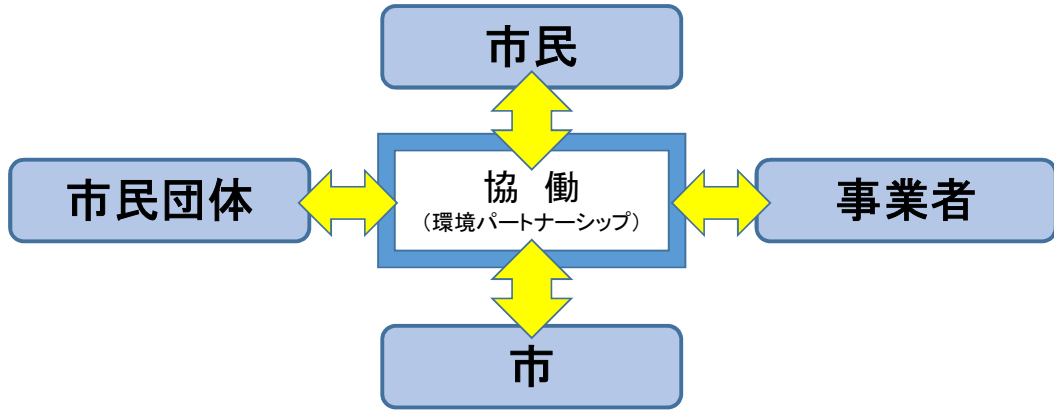 市民
市民団体
協　働
（環境パートナーシップ）
事業者
市